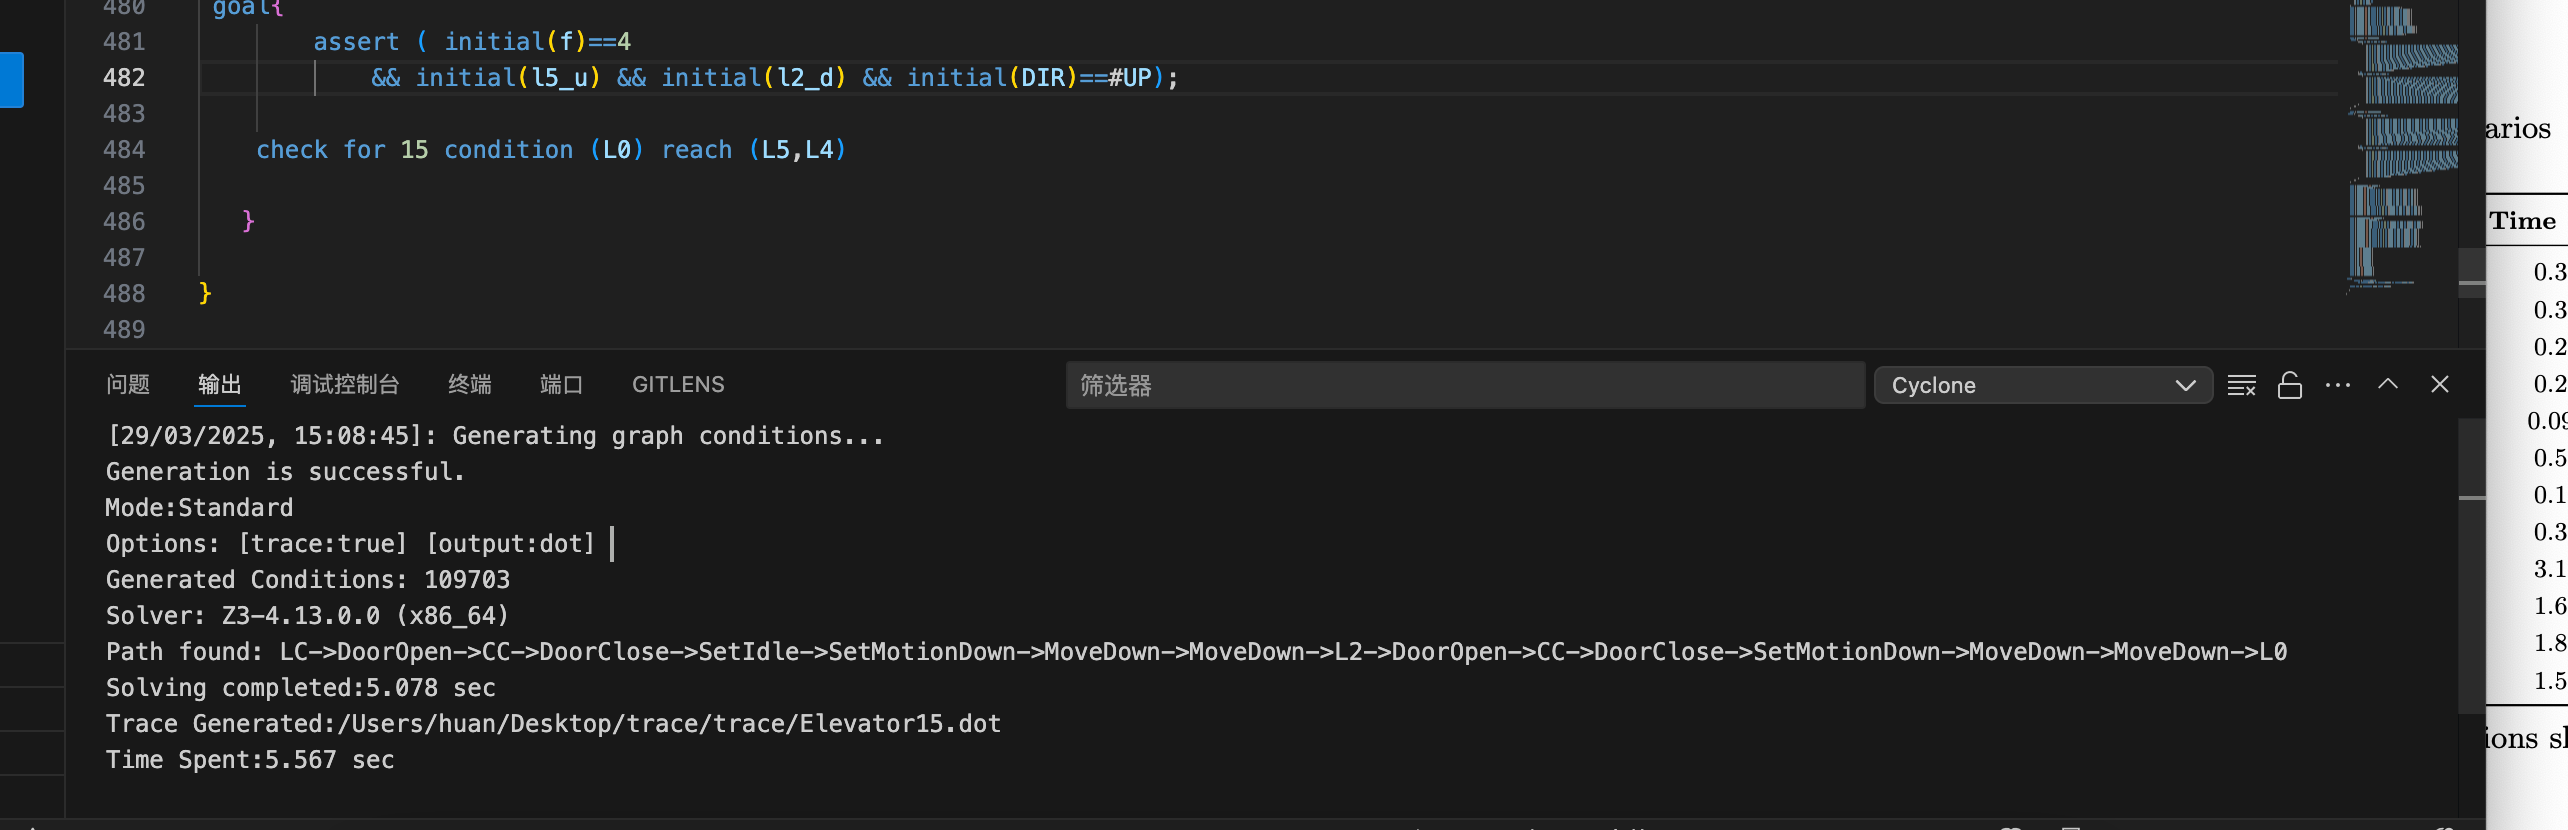 480 goal{
481 assert ( initial(f)==4
482 && initial(l5_u) && initial(l2_d) && initial(DIR)==#UP);
483
484 check for 15 condition (L0) reach (L5,L4)
485
486 }
487
488 }
489
问题 输出 调试控制台 终端 端口 GITLENS 筛选器 Cyclone
[29/03/2025, 15:08:45]: Generating graph conditions...
Generation is successful.
Mode:Standard
Options: [trace:true] [output:dot]
Generated Conditions: 109703
Solver: Z3-4.13.0.0 (x86_64)
Path found: LC->DoorOpen->CC->DoorClose->SetIdle->SetMotionDown->MoveDown->MoveDown->L2->DoorOpen->CC->DoorClose->SetMotionDown->MoveDown->MoveDown->L0
Solving completed:5.078 sec
Trace Generated:/Users/huan/Desktop/trace/trace/Elevator15.dot
Time Spent:5.567 sec
arios
Time
0.3
0.3
0.2
0.2
0.09
0.5
0.1
0.3
3.1
1.6
1.8
1.5